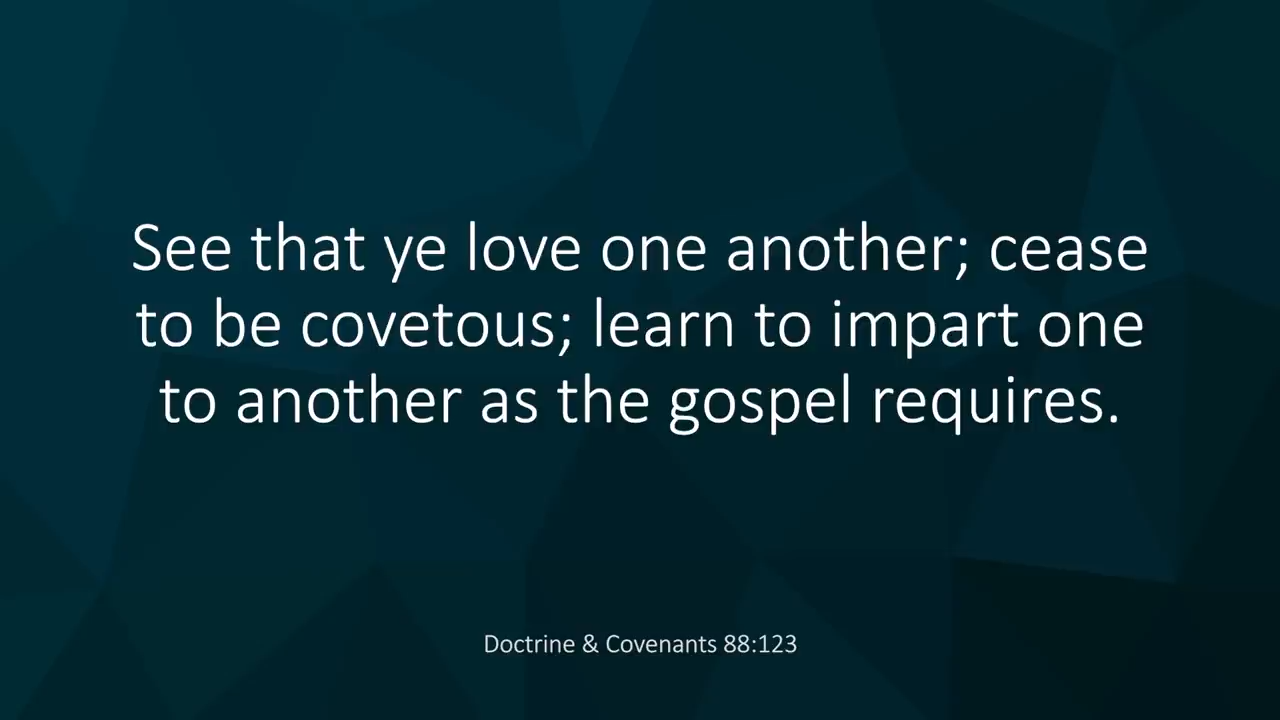 See that ye love one another; cease
to be covetous; learn to impart one
to another as the gospel requires.
Doctrine & Covenants 88:123